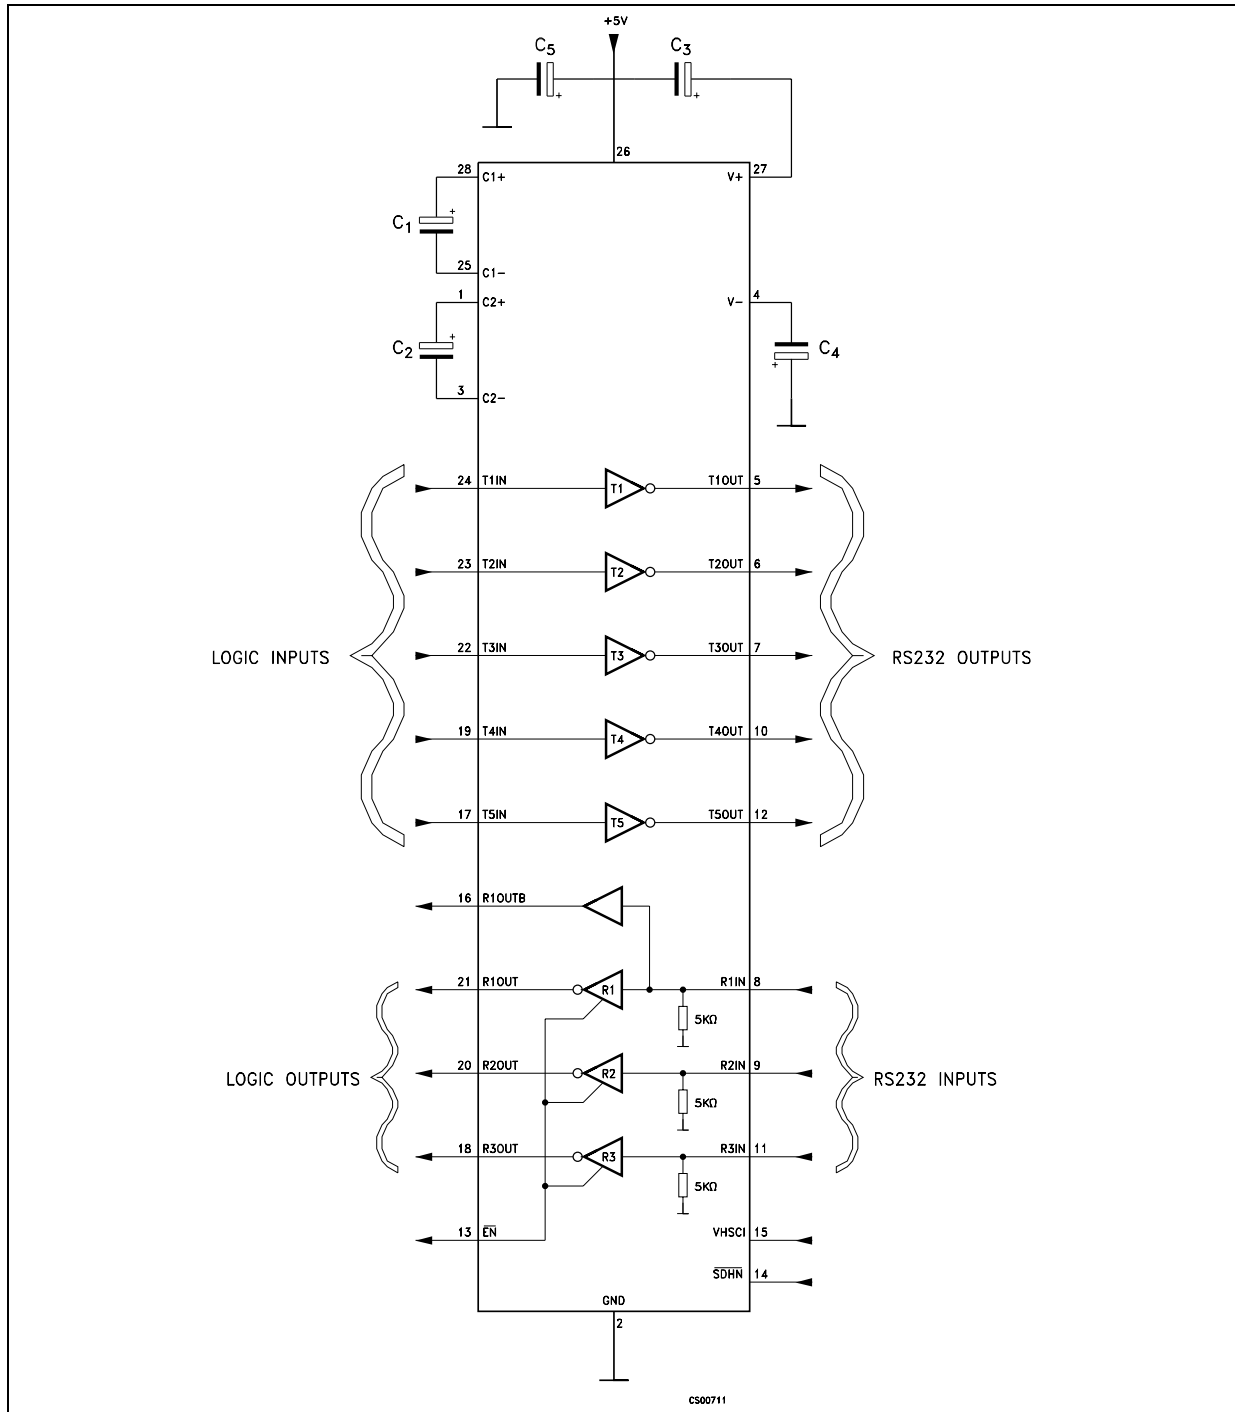 +5V
C5
C3
+
+
26
28
C1+
V+
27
+
C1
25
C1-
1
C2+
V-
4
+
C2
C4
+
3
C2-
24
T1IN
T1
T1OUT
5
23
T2IN
T2
T2OUT
6
LOGIC INPUTS
22
T3IN
T3
T3OUT
7
RS232 OUTPUTS
19
T4IN
T4
T4OUT
10
17
T5IN
T5
T5OUT
12
16
R1OUTB
21
R1OUT
R1
R1IN
8
5KΩ
LOGIC OUTPUTS
20
R2OUT
R2
R2IN
9
RS232 INPUTS
5KΩ
18
R3OUT
R3
R3IN
11
5KΩ
13
EN
VHSCI
15
SDHN
14
GND
2
CS00711